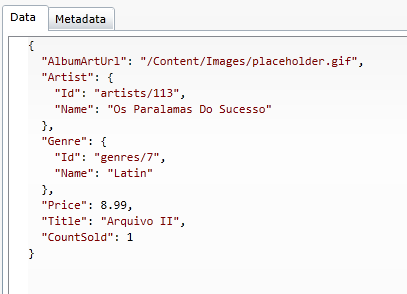 Data Metadata
{
"AlbumArtUrl": "/Content/Images/placeholder.gif",
"Artist": {
"Id": "artists/113",
"Name": "Os Paralamas Do Sucesso"
},
"Genre": {
"Id": "genres/7",
"Name": "Latin"
},
"Price": 8.99,
"Title": "Arquivo II",
"CountSold": 1
}